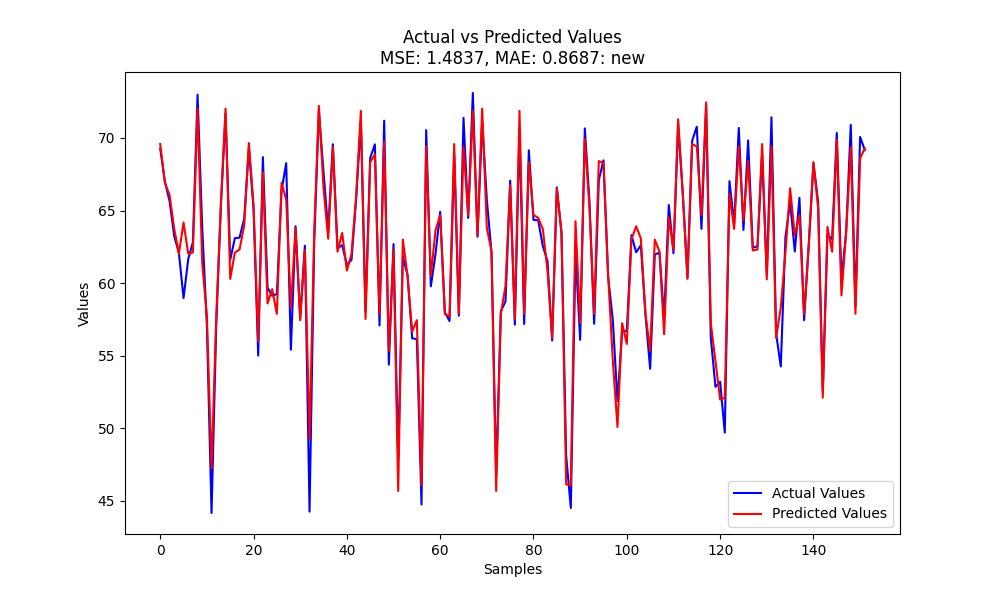 Actual vs Predicted Values
MSE: 1.4837, MAE: 0.8687: new
Values
70
65
60
55
50
45
0 20 40 60 80 100 120 140
Samples
Actual Values
Predicted Values